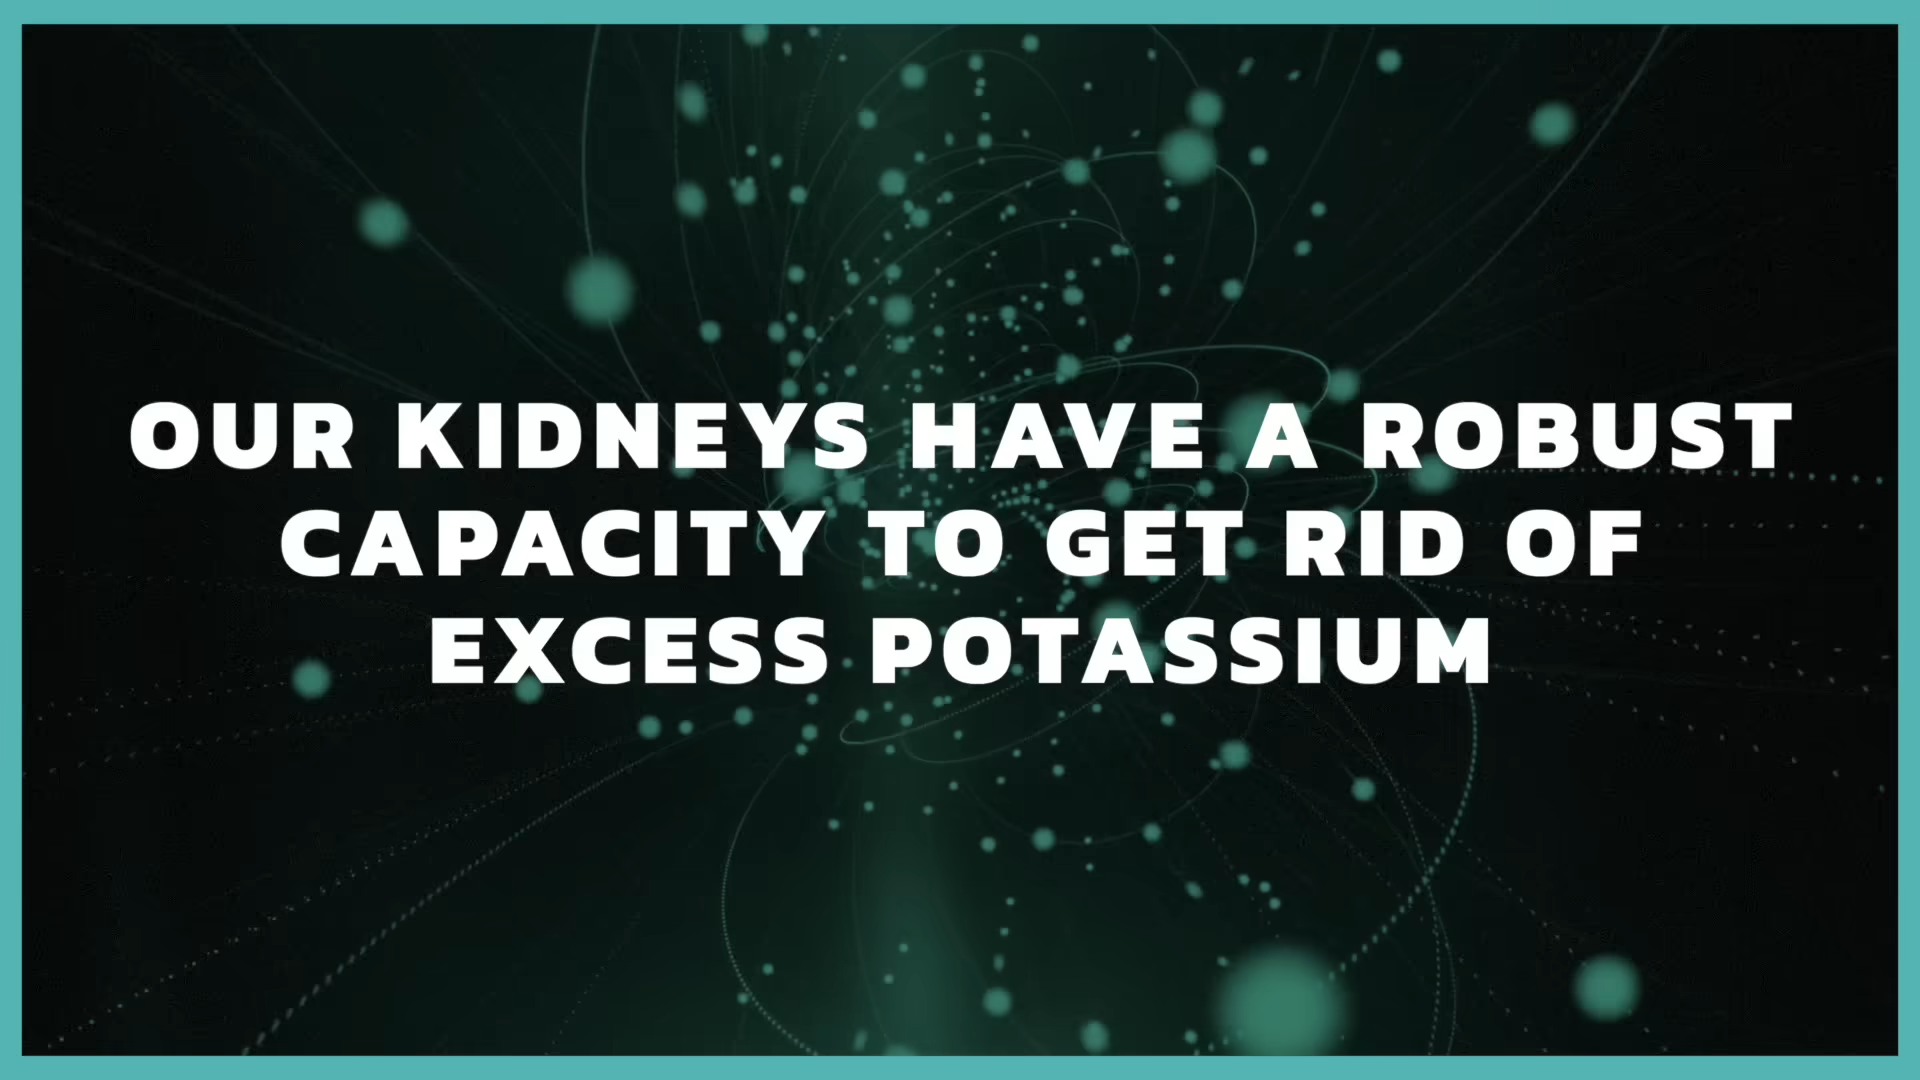 OUR KIDNEYS HAVE A ROBUST
CAPACITY TO GET RID OF
EXCESS POTASSIUM